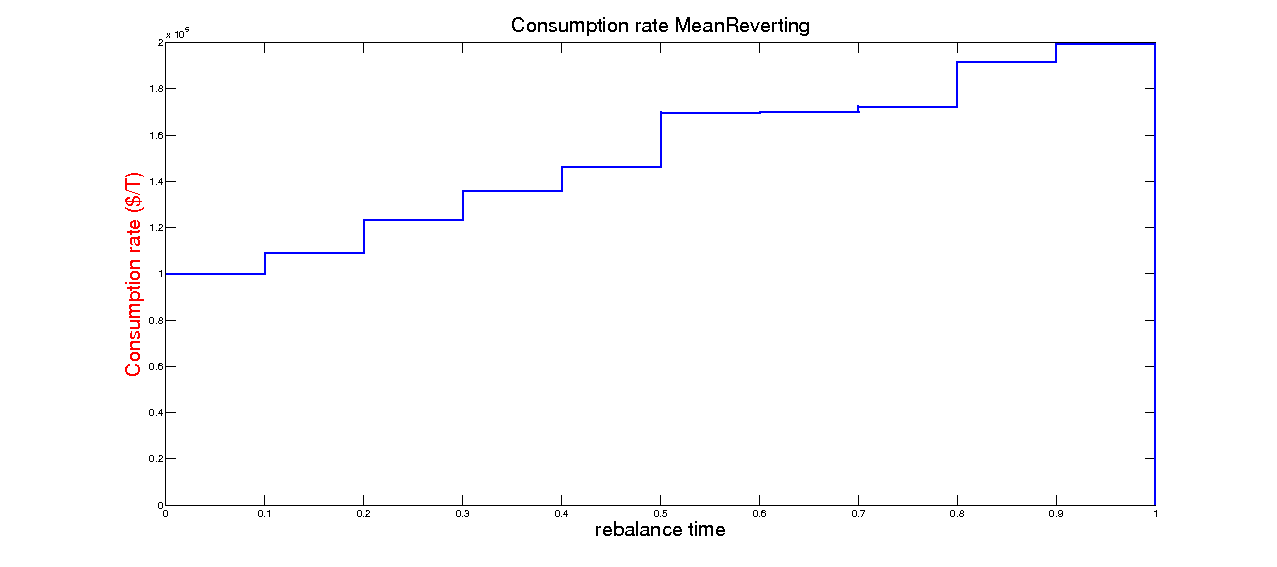 Consumption rate MeanReverting
x 10^5
2
1.8
1.6
1.4
1.2
1
0.8
0.6
0.4
0.2
0
Consumption rate ($/T)
0 0.1 0.2 0.3 0.4 0.5 0.6 0.7 0.8 0.9 1
rebalance time